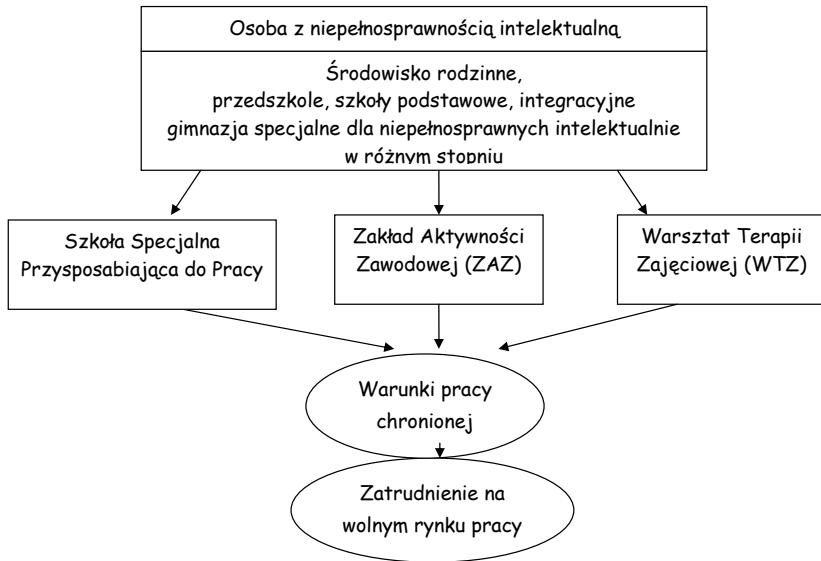 Osoba z niepełnosprawnością intelektualną
Środowisko rodzinne,
przedszkole, szkoły podstawowe, integracyjne
gimnazja specjalne dla niepełnosprawnych intelektualnie
w różnym stopniu
Szkoła Specjalna
Przysposabiająca do Pracy
Zakład Aktywności
Zawodowej (ZAZ)
Warsztat Terapii
Zajęciowej (WTZ)
Warunki pracy
chronionej
Zatrudnienie na
wolnym rynku pracy